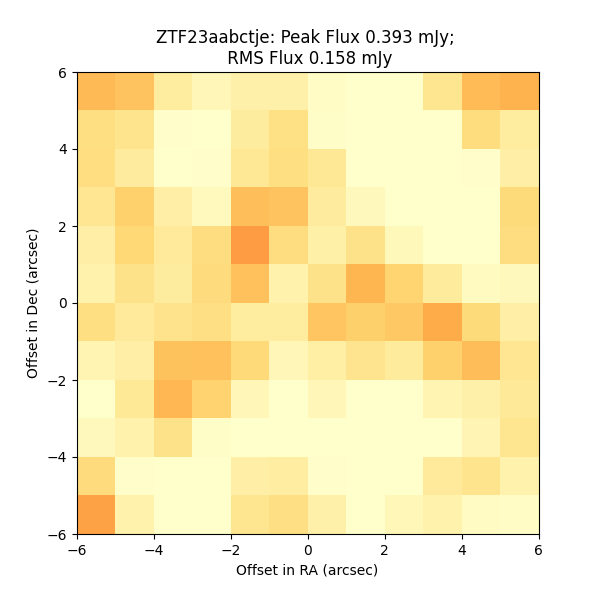 ZTF23aabctje: Peak Flux 0.393 mJy;
RMS Flux 0.158 mJy
6
4
2
0
−2
−4
−6
Offset in Dec (arcsec)
−6 −4 −2 0 2 4 6
Offset in RA (arcsec)